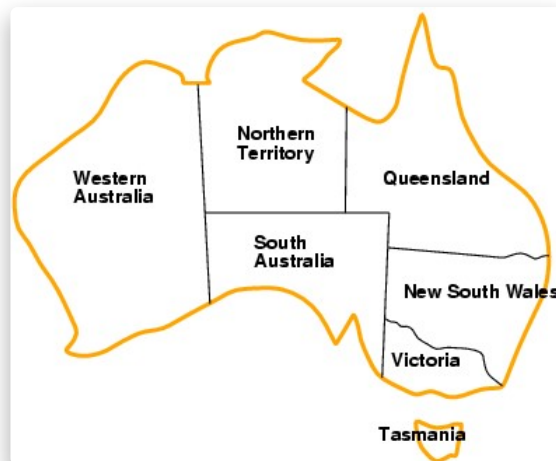 Northern
Territory
Western
Australia
Queensland
South
Australia
New South Wales
Victoria
Tasmania